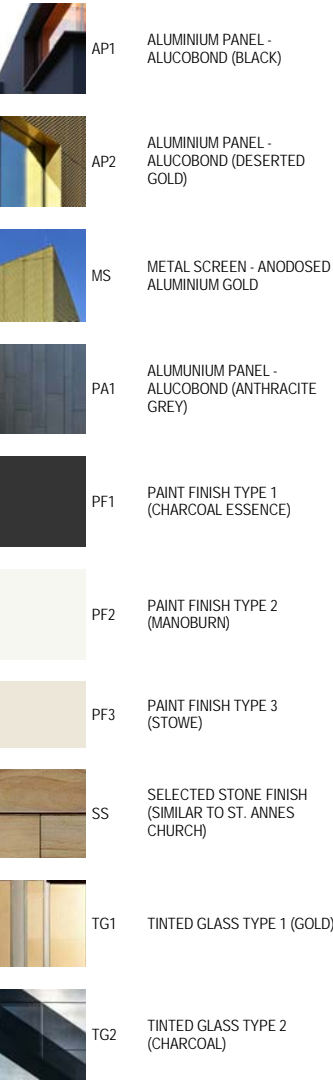 AP1 ALUMINIUM PANEL -
ALUCOBOND (BLACK)
AP2 ALUMINIUM PANEL -
ALUCOBOND (DESERTED
GOLD)
MS METAL SCREEN - ANODOSED
ALUMINIUM GOLD
PA1 ALUMUNIUM PANEL -
ALUCOBOND (ANTHRACITE
GREY)
PF1 PAINT FINISH TYPE 1
(CHARCOAL ESSENCE)
PF2 PAINT FINISH TYPE 2
(MANOBURN)
PF3 PAINT FINISH TYPE 3
(STOWE)
SS SELECTED STONE FINISH
(SIMILAR TO ST. ANNES
CHURCH)
TG1 TINTED GLASS TYPE 1 (GOLD)
TG2 TINTED GLASS TYPE 2
(CHARCOAL)